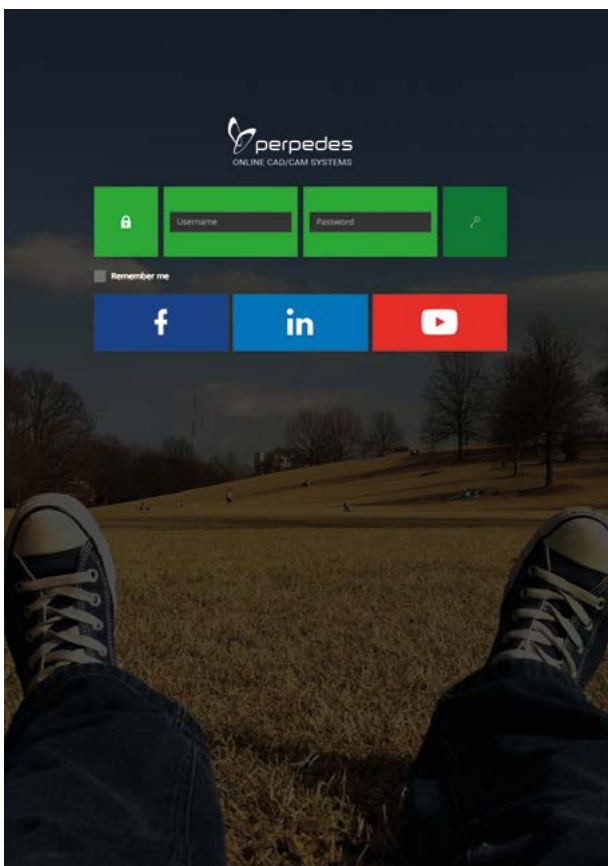 perpedes
ONLINE CAD/CAM SYSTEMS
Username
Password
Remember me
f
in